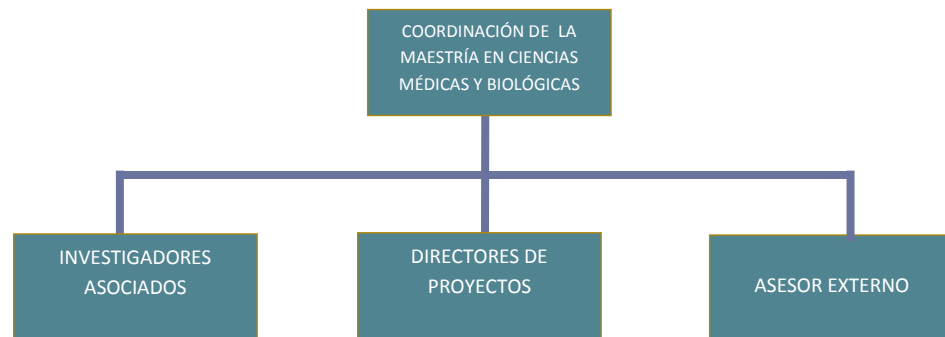 COORDINACIÓN DE LA
MAESTRÍA EN CIENCIAS
MÉDICAS Y BIOLÓGICAS
INVESTIGADORES
ASOCIADOS
DIRECTORES DE
PROYECTOS
ASESOR EXTERNO